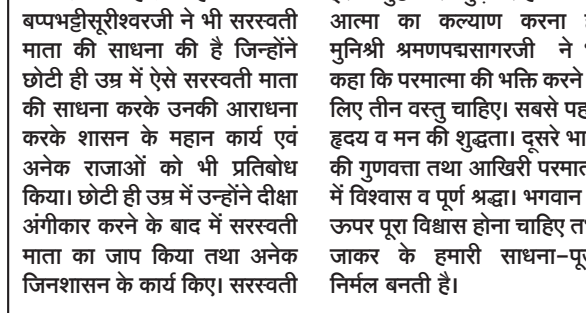 बप्पभट्टीसूरीश्वरजी ने भी सरस्वती
माता की साधना की है जिन्होंने
छोटी ही उम्र में ऐसे सरस्वती माता
की साधना करके उनकी आराधना
करके शासन के महान कार्य एवं
अनेक राजाओं को भी प्रतिबोध
किया। छोटी ही उम्र में उन्होंने दीक्षा
अंगीकार करने के बाद में सरस्वती
माता का जाप किया तथा अनेक
जिनशासन के कार्य किए। सरस्वती
आत्मा का कल्याण करना
मुनिश्री श्रमणपद्मसागरजी ने
कहा कि परमात्मा की भक्ति करने
लिए तीन वस्तु चाहिए। सबसे
हृदय व मन की शुद्धता। दूसरे
की गुणवत्ता तथा आखिरी
में विश्वास व पूर्ण श्रद्धा। भगवान
ऊपर पूरा विश्वास होना चाहिए
जाकर के हमारी
निर्मल बनती है।